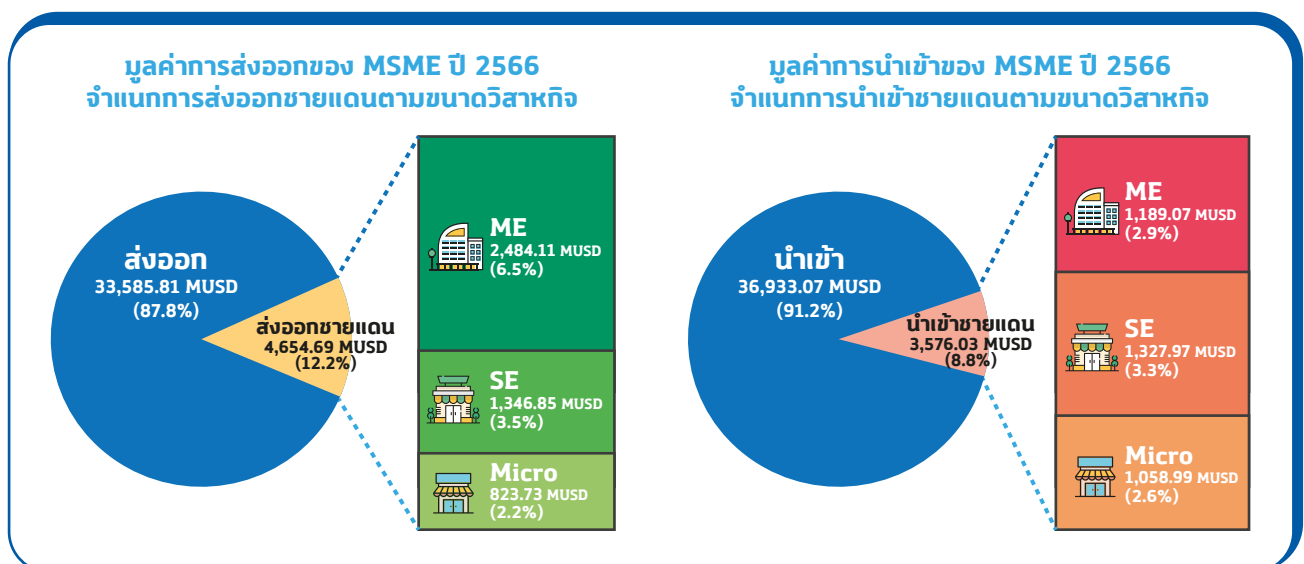 มูลค่าการส่งออกของ MSME ปี 2566
จำแนกการส่งออกชายแดนตามขนาดวิสาหกิจ
ส่งออก
33,585.81 MUSD
(87.8%)
ส่งออกชายแดน
4,654.69 MUSD
(12.2%)
ME
2,484.11 MUSD
(6.5%)
SE
1,346.85 MUSD
(3.5%)
Micro
823.73 MUSD
(2.2%)
มูลค่าการนำเข้าของ MSME ปี 2566
จำแนกการนำเข้าชายแดนตามขนาดวิสาหกิจ
นำเข้า
36,933.07 MUSD
(91.2%)
นำเข้าชายแดน
3,576.03 MUSD
(8.8%)
ME
1,189.07 MUSD
(2.9%)
SE
1,327.97 MUSD
(3.3%)
Micro
1,058.99 MUSD
(2.6%)